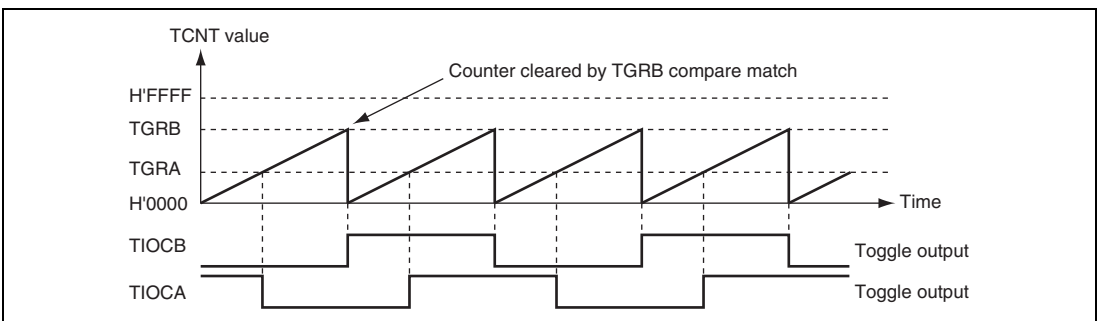 TCNT value
Counter cleared by TGRB compare match
H'FFFF
TGRB
TGRA
H'0000
Time
TIOCB
Toggle output
TIOCA
Toggle output